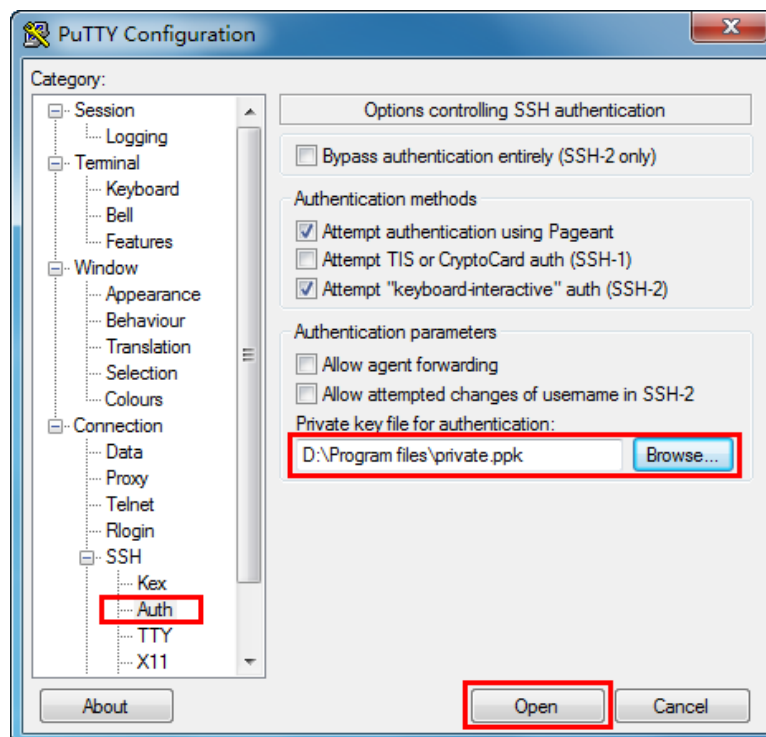 PuTTY Configuration
Category:
Session
Logging
Terminal
Keyboard
Bell
Features
Window
Appearance
Behaviour
Translation
Selection
Colours
Connection
Data
Proxy
Telnet
Rlogin
SSH
Kex
Auth
TTY
X11
Options controlling SSH authentication
Bypass authentication entirely (SSH-2 only)
Authentication methods
Attempt authentication using Pageant
Attempt TIS or CryptoCard auth (SSH-1)
Attempt "keyboard-interactive" auth (SSH-2)
Authentication parameters
Allow agent forwarding
Allow attempted changes of username in SSH-2
Private key file for authentication:
D:\Program files\private.ppk Browse...
About Open Cancel